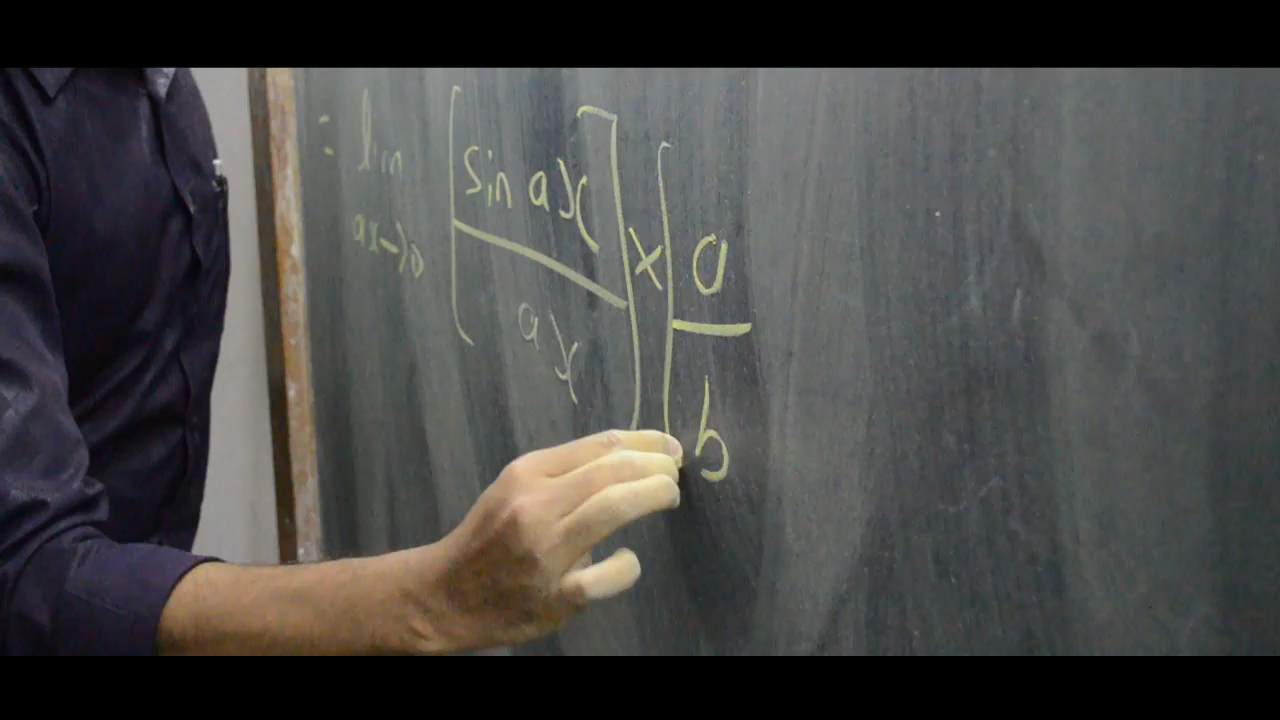 = lim [sin ax / ax] × [a / b
ax→0